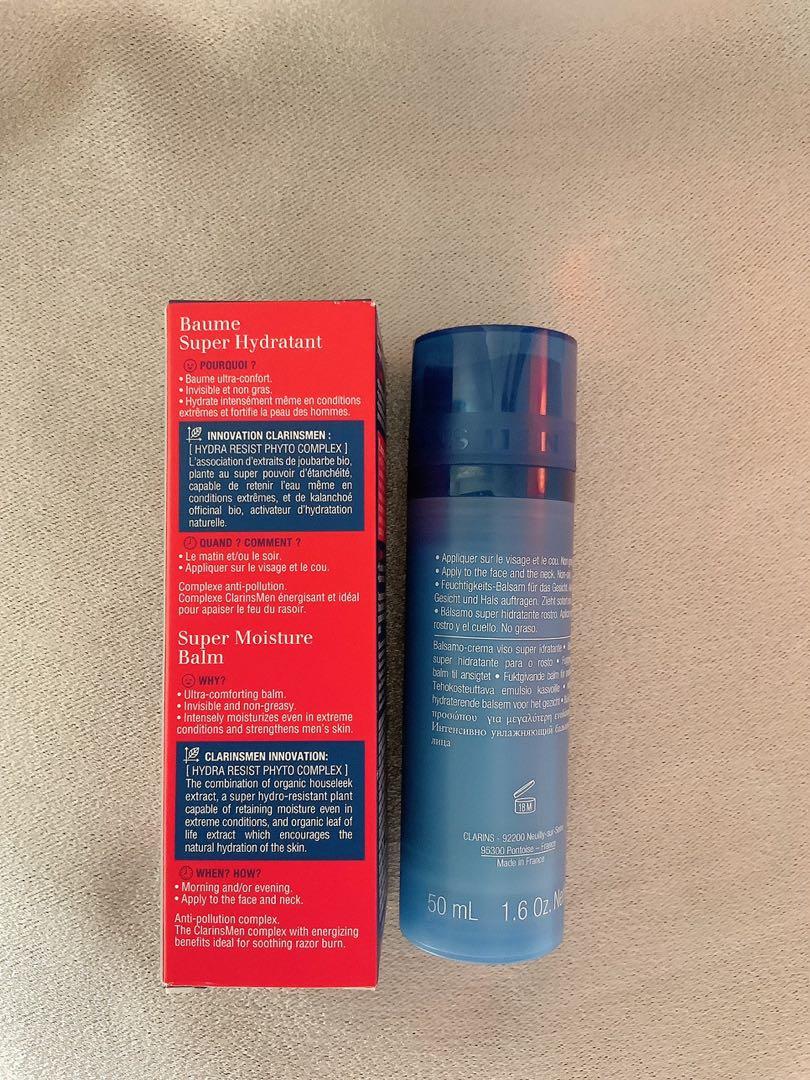 Baume
Super Hydratant
POURQUOI ?
• Baume ultra-confort.
• Invisible et non gras.
• Hydrate intensément même en conditions
extrêmes et fortifie la peau des hommes.
INNOVATION CLARINSMEN :
[ HYDRA RESIST PHYTO COMPLEX ]
L'association d'extraits de joubarbe bio,
plante au super pouvoir d'étanchéité,
capable de retenir l'eau même en
conditions extrêmes, et de kalanchoé
officinal bio, activateur d'hydratation
naturelle.
QUAND ? COMMENT ?
• Le matin et/ou le soir.
• Appliquer sur le visage et le cou.
Complexe anti-pollution.
Complexe ClarinsMen énergisant et idéal
pour apaiser le feu du rasoir.
Super Moisture
Balm
WHY?
• Ultra-comforting balm.
• Invisible and non-greasy.
• Intensely moisturizes even in extreme
conditions and strengthens men's skin.
CLARINSMEN INNOVATION:
[ HYDRA RESIST PHYTO COMPLEX ]
The combination of organic houseleek
extract, a super hydro-resistant plant
capable of retaining moisture even in
extreme conditions, and organic leaf of
life extract which encourages the
natural hydration of the skin.
WHEN? HOW?
• Morning and/or evening.
• Apply to the face and neck.
Anti-pollution complex.
The ClarinsMen complex with energizing
benefits ideal for soothing razor burn.
• Appliquer sur le visage et le cou. Non
• Apply to the face and the neck.
• Feuchtigkeits-Balsam für das Gesicht.
Gesicht und Hals auftragen. Zieht sofort
• Bálsamo super hidratante rostro.
rostro y el cuello. No graso.
Balsamo-crema viso super idratante •
super hidratante para o rosto •
balm til ansigtet • Fuktgivande balm för
Tehokosteuttava emulsio kasvoille •
hydraterende balsem voor het gezicht •
προσώπου για μεγαλύτερη
Интенсивно увлажняющий
лица
18 M
CLARINS - 92200 Neuilly-sur-Seine
95300 Pontoise - France
Made in France
50 mL 1.6 Oz.